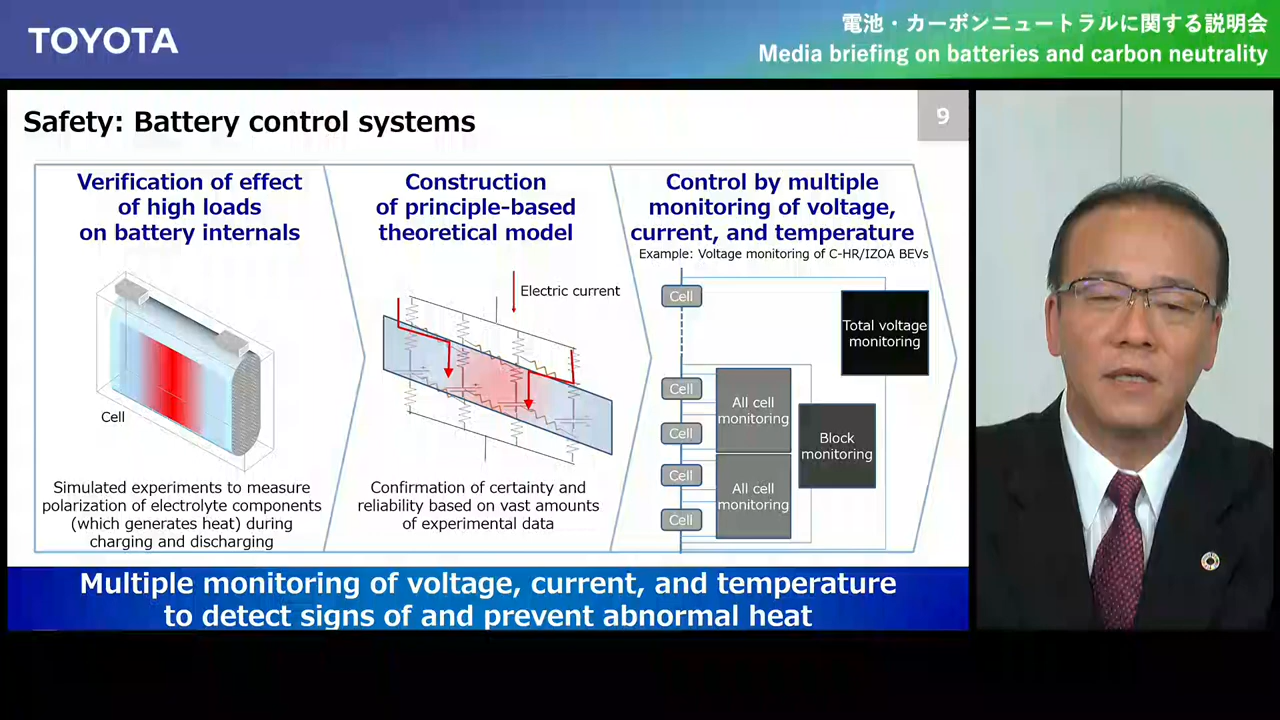 TOYOTA
電池・カーボンニュートラルに関する説明会
Media briefing on batteries and carbon neutrality
Safety: Battery control systems
9
Verification of effect
of high loads
on battery internals
Cell
Simulated experiments to measure
polarization of electrolyte components
(which generates heat) during
charging and discharging
Construction
of principle-based
theoretical model
Electric current
Confirmation of certainty and
reliability based on vast amounts
of experimental data
Control by multiple
monitoring of voltage,
current, and temperature
Example: Voltage monitoring of C-HR/IZOA BEVs
Cell
Total voltage
monitoring
Cell
All cell
monitoring
Cell
Block
monitoring
Cell
All cell
monitoring
Cell
Multiple monitoring of voltage, current, and temperature
to detect signs of and prevent abnormal heat